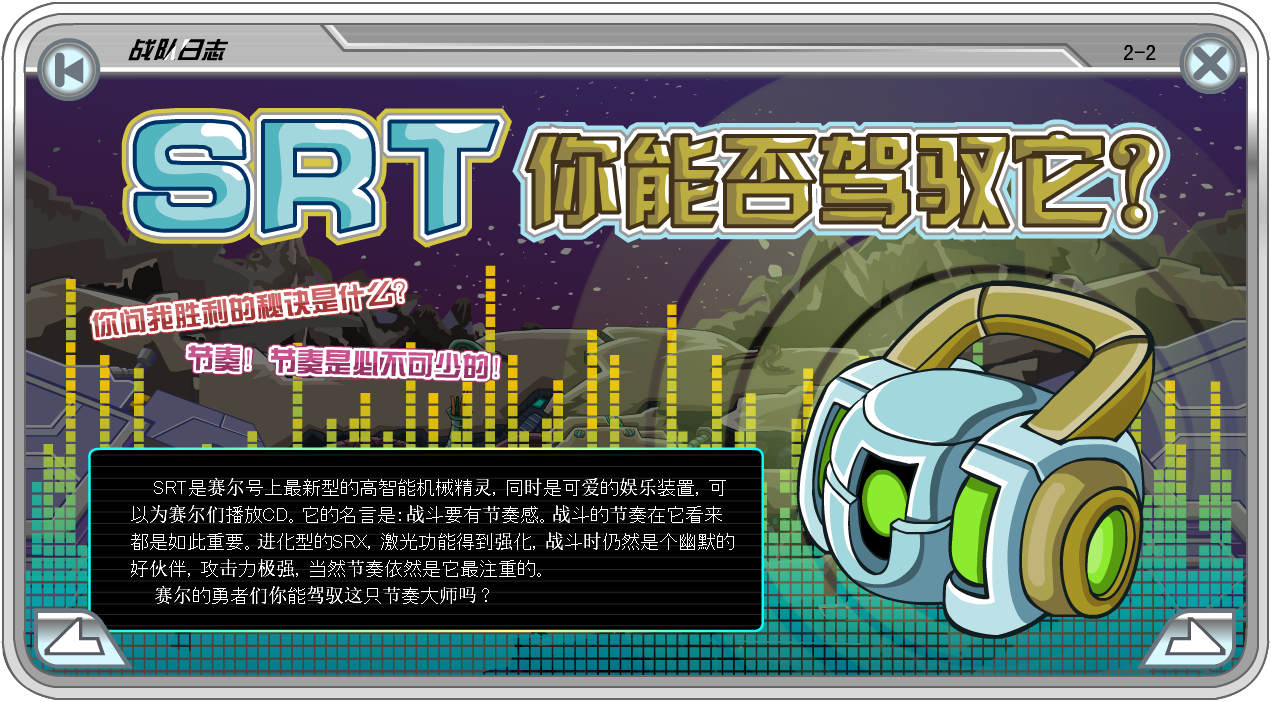 战队日志
2-2
SRT 你能否驾驭它?
你问我胜利的秘诀是什么?
节奏! 节奏是必不可少的!
SRT是赛尔号上最新型的高智能机械精灵, 同时是可爱的娱乐装置, 可
以为赛尔们播放CD。它的名言是: 战斗要有节奏感。战斗的节奏在它看来
都是如此重要。进化型的SRX, 激光功能得到强化, 战斗时仍然是个幽默的
好伙伴, 攻击力极强, 当然节奏依然是它最注重的。
赛尔的勇者们你能驾驭这只节奏大师吗?